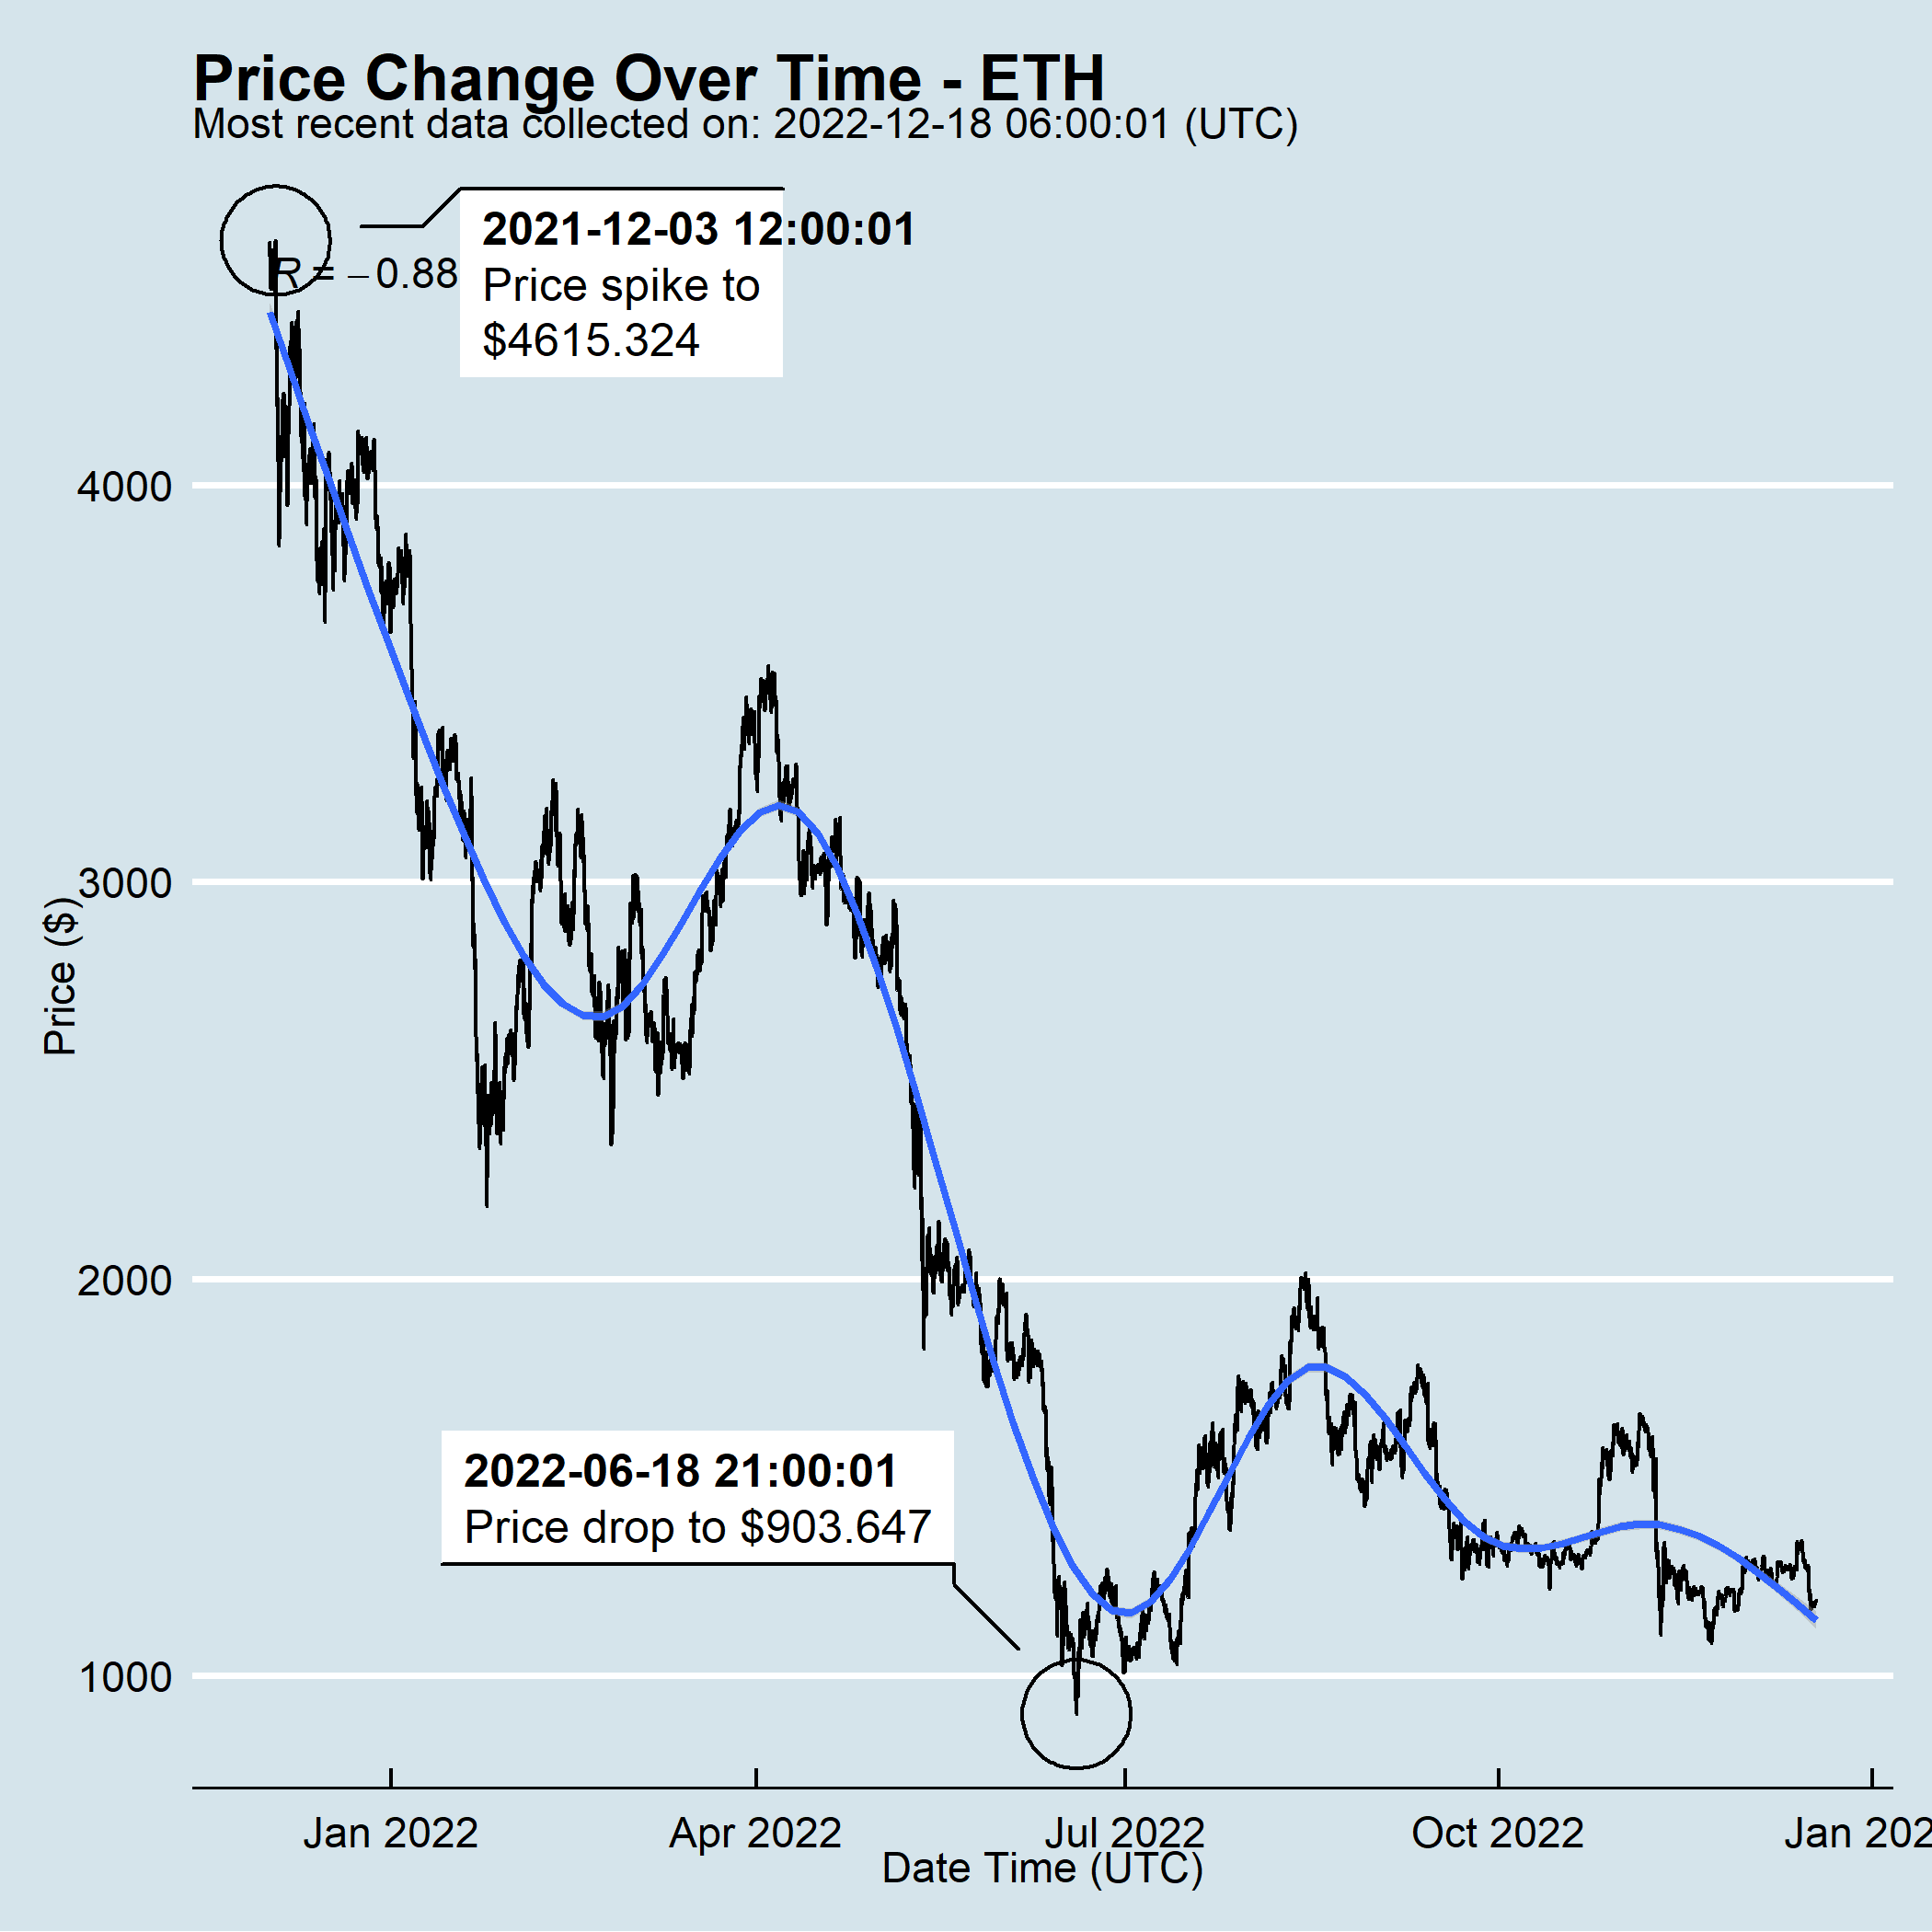 Price Change Over Time - ETH
Most recent data collected on: 2022-12-18 06:00:01 (UTC)
2021-12-03 12:00:01
R = −0.88
Price spike to
$4615.324
4000
3000
Price ($)
2000
2022-06-18 21:00:01
Price drop to $903.647
1000
Jan 2022 Apr 2022 Jul 2022 Oct 2022 Jan 202
Date Time (UTC)